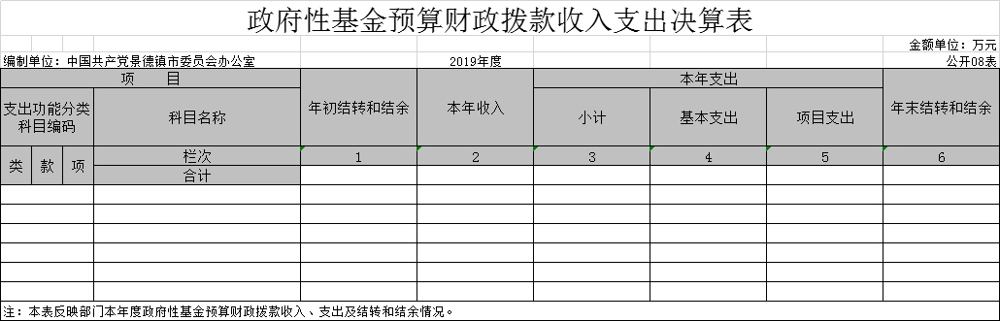 政府性基金预算财政拨款收入支出决算表
金额单位：万元
编制单位：中国共产党景德镇市委员会办公室 2019年度 公开08表
项 目 年初结转和结余 本年收入 本年支出 年末结转和结余
支出功能分类
科目编码
科目名称 小计 基本支出 项目支出
类 款 项 栏次 1 2 3 4 5 6
合计
注：本表反映部门本年度政府性基金预算财政拨款收入、支出及结转和结余情况。